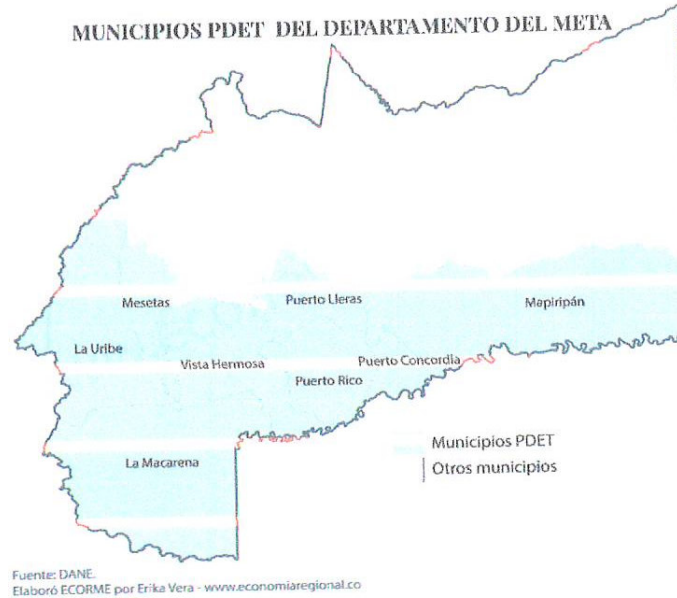 MUNICIPIOS PDET DEL DEPARTAMENTO DEL META
Mesetas
Puerto Lleras
Mapiripán
La Uribe
Vista Hermosa
Puerto Concordia
Puerto Rico
La Macarena
Municipios PDET
Otros municipios
Fuente: DANE.
Elaboró ECORME por Erika Vera - www.economiaregional.co